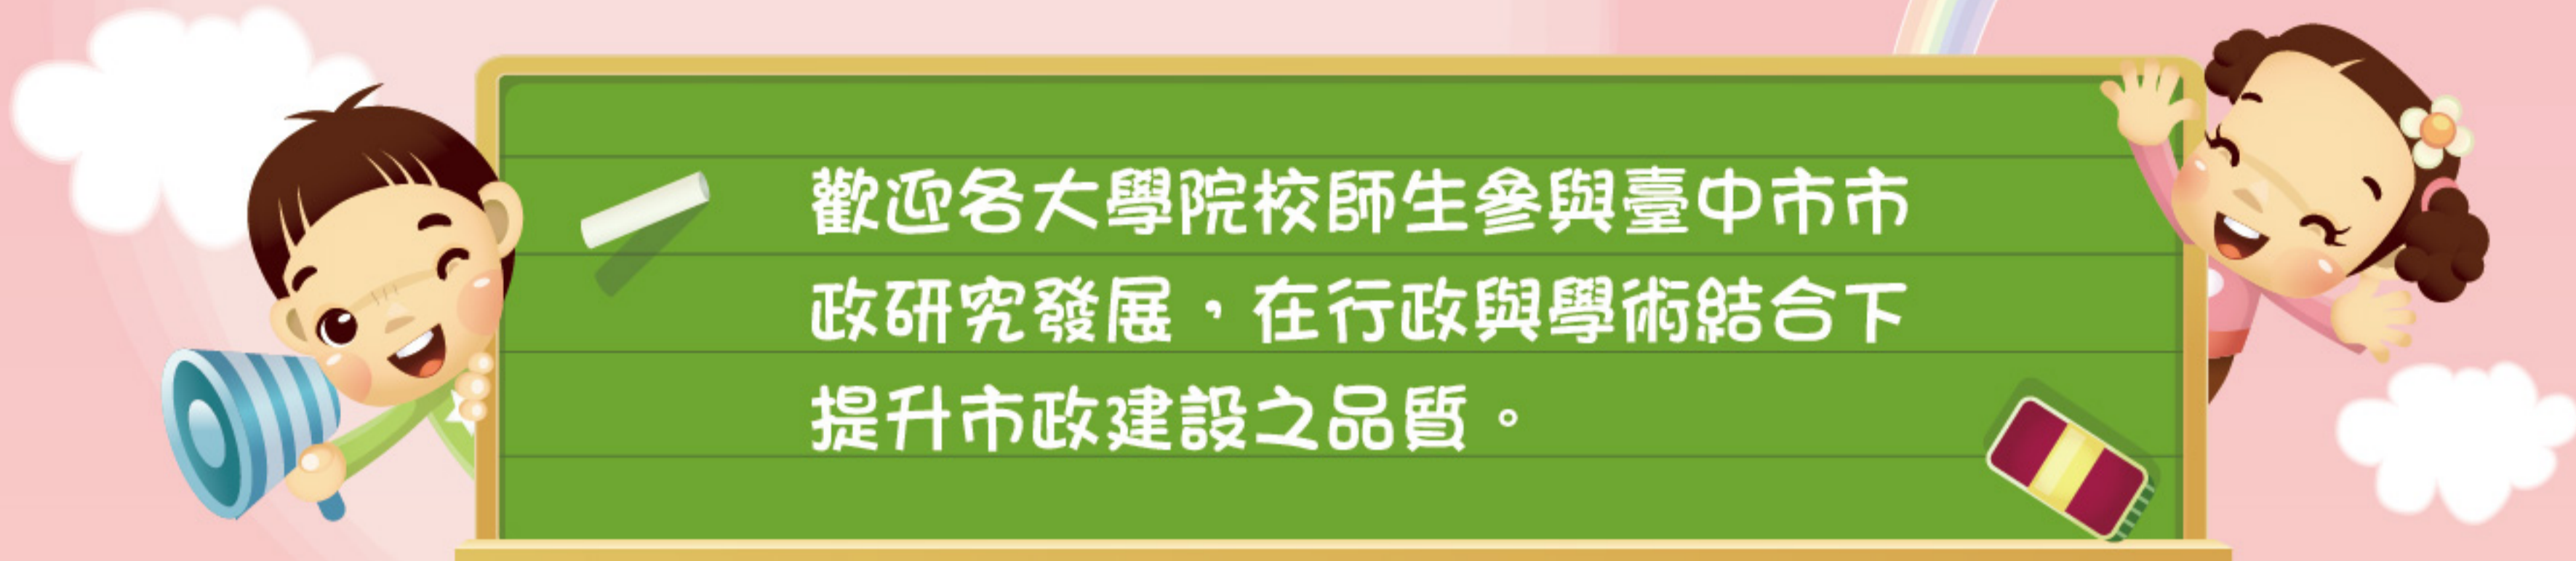 歡迎各大學院校師生參與臺中市市
政研究發展，在行政與學術結合下
提升市政建設之品質。